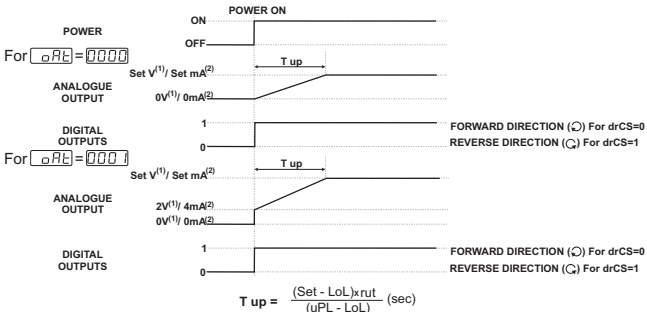 POWER ON
ON
POWER
OFF
For oAt = 0000
T up
Set V(1)/ Set mA(2)
ANALOGUE
OUTPUT
0V(1)/ 0mA(2)
DIGITAL
OUTPUTS
1
0
FORWARD DIRECTION (↻) For drCS=0
REVERSE DIRECTION (↻) For drCS=1
For oAt = 0001
T up
Set V(1)/ Set mA(2)
ANALOGUE
OUTPUT
2V(1)/ 4mA(2)
0V(1)/ 0mA(2)
DIGITAL
OUTPUTS
1
0
FORWARD DIRECTION (↻) For drCS=0
REVERSE DIRECTION (↻) For drCS=1
T up = (Set - LoL)xrut (sec)
(uPL - LoL)